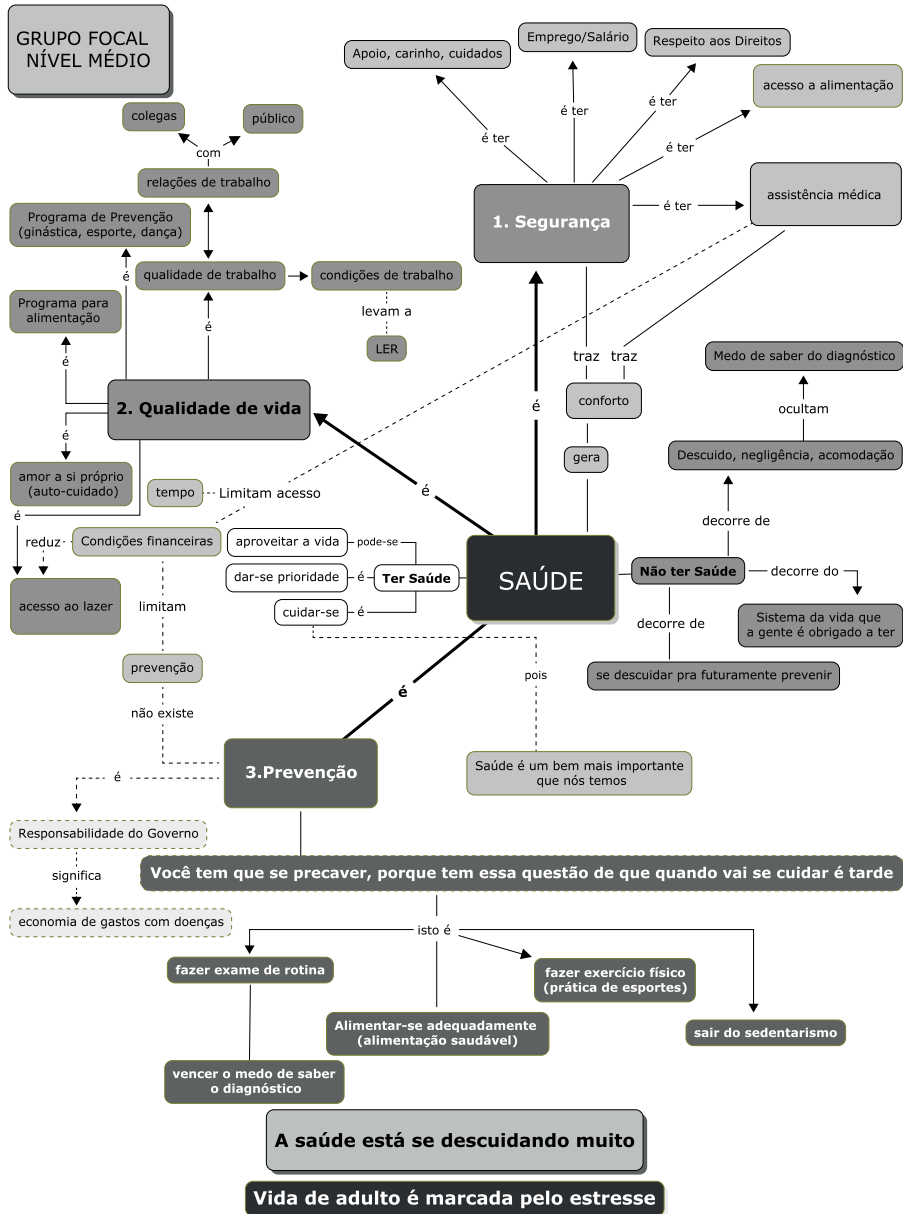 GRUPO FOCAL
NÍVEL MÉDIO
Apoio, carinho, cuidados
Emprego/Salário
Respeito aos Direitos
acesso a alimentação
é ter
é ter
é ter
é ter
é ter
assistência médica
1. Segurança
colegas
público
com
relações de trabalho
Programa de Prevenção
(ginástica, esporte, dança)
é
qualidade de trabalho
condições de trabalho
levam a
LER
Programa para
alimentação
é
é
2. Qualidade de vida
é
amor a si próprio
(auto-cuidado)
é
tempo
Limitam acesso
reduz
Condições financeiras
acesso ao lazer
limitam
prevenção
não existe
traz
traz
conforto
gera
é
é
Medo de saber do diagnóstico
ocultam
Descuido, negligência, acomodação
decorre de
aproveitar a vida
pode-se
dar-se prioridade
é
Ter Saúde
cuidar-se
é
SAÚDE
Não ter Saúde
decorre do
Sistema da vida que
a gente é obrigado a ter
decorre de
se descuidar pra futuramente prevenir
pois
Saúde é um bem mais importante
que nós temos
é
3.Prevenção
é
Responsabilidade do Governo
significa
economia de gastos com doenças
Você tem que se precaver, porque tem essa questão de que quando vai se cuidar é tarde
isto é
fazer exame de rotina
fazer exercício físico
(prática de esportes)
Alimentar-se adequadamente
(alimentação saudável)
sair do sedentarismo
vencer o medo de saber
o diagnóstico
A saúde está se descuidando muito
Vida de adulto é marcada pelo estresse